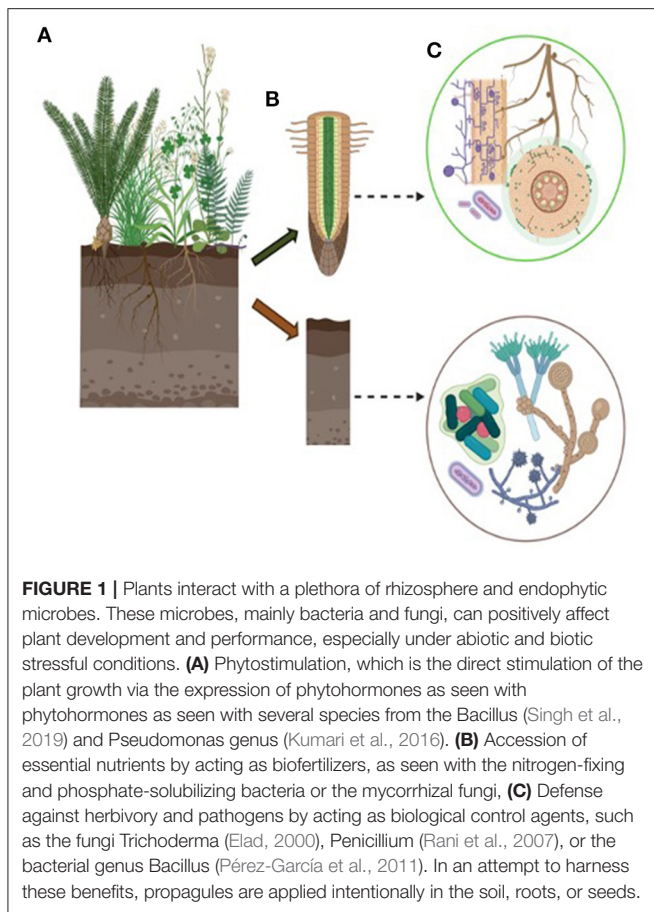 A
B
C
FIGURE 1 | Plants interact with a plethora of rhizosphere and endophytic
microbes. These microbes, mainly bacteria and fungi, can positively affect
plant development and performance, especially under abiotic and biotic
stressful conditions. (A) Phytostimulation, which is the direct stimulation of the
plant growth via the expression of phytohormones as seen with
phytohormones as seen with several species from the Bacillus (Singh et al.,
2019) and Pseudomonas genus (Kumari et al., 2016). (B) Accession of
essential nutrients by acting as biofertilizers, as seen with the nitrogen-fixing
and phosphate-solubilizing bacteria or the mycorrhizal fungi, (C) Defense
against herbivory and pathogens by acting as biological control agents, such
as the fungi Trichoderma (Elad, 2000), Penicillium (Rani et al., 2007), or the
bacterial genus Bacillus (Pérez-García et al., 2011). In an attempt to harness
these benefits, propagules are applied intentionally in the soil, roots, or seeds.